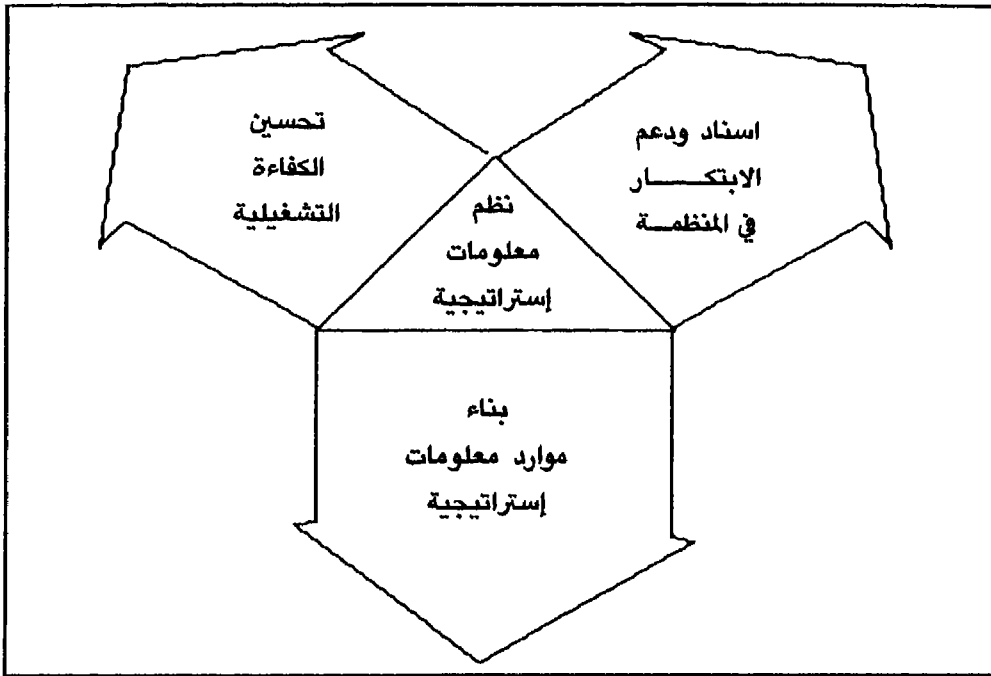 اسناد ودعم
الابتكـــــار
في المنظمـــة
تحسين
الكفاءة
التشغيلية
نظم
معلومات
إستراتيجية
بناء
موارد معلومات
إستراتيجية